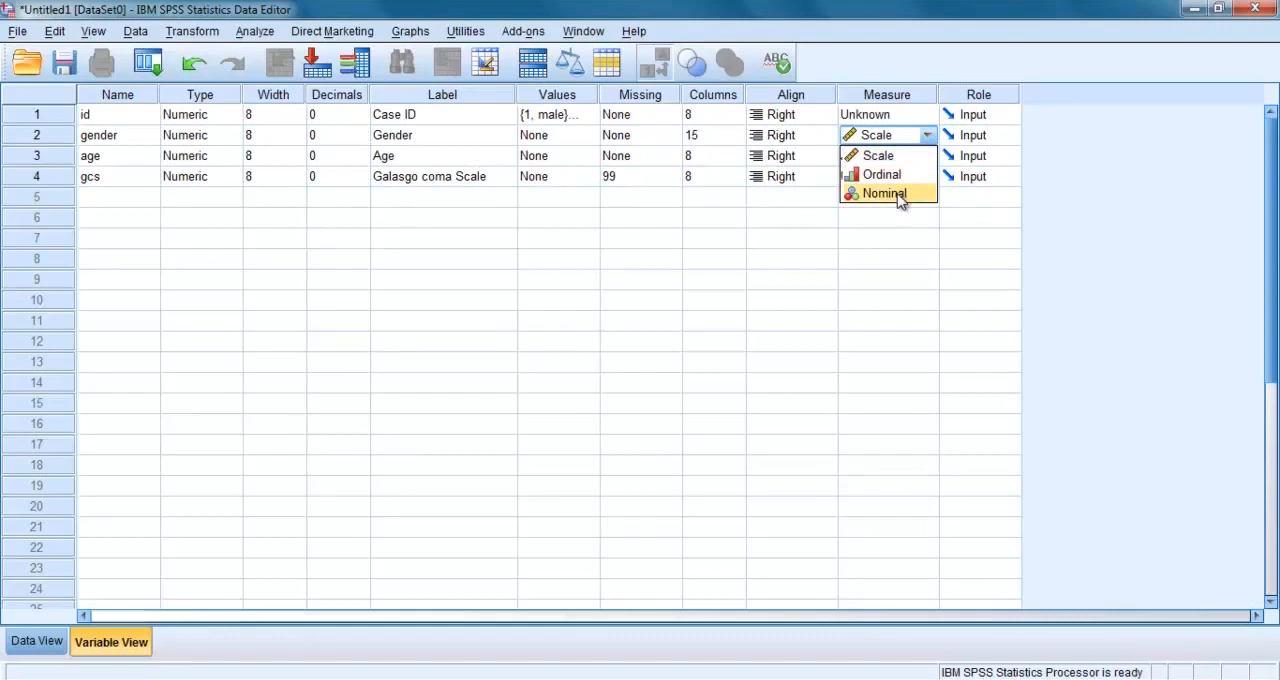 *Untitled1 [DataSet0] - IBM SPSS Statistics Data Editor
File Edit View Data Transform Analyze Direct Marketing Graphs Utilities Add-ons Window Help
ABC
Name Type Width Decimals Label Values Missing Columns Align Measure Role
1 id Numeric 8 0 Case ID {1, male}... None 8 Right Unknown Input
2 gender Numeric 8 0 Gender None None 15 Right Scale Input
3 age Numeric 8 0 Age None None 8 Right Scale Input
4 gcs Numeric 8 0 Galasgo coma Scale None 99 8 Right Ordinal Input
Nominal
5
6
7
8
9
10
11
12
13
14
15
16
17
18
19
20
21
22
23
24
25
Data View Variable View
IBM SPSS Statistics Processor is ready